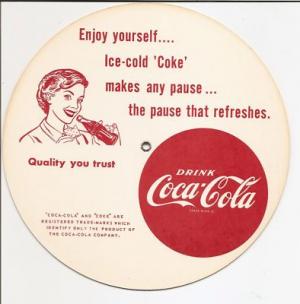 Enjoy yourself....
Ice-cold 'Coke'
makes any pause...
the pause that refreshes.
Quality you trust
DRINK
Coca-Cola
"COCA-COLA" AND "COKE" ARE
REGISTERED TRADE-MARKS WHICH
IDENTIFY ONLY THE PRODUCT OF
THE COCA-COLA COMPANY.